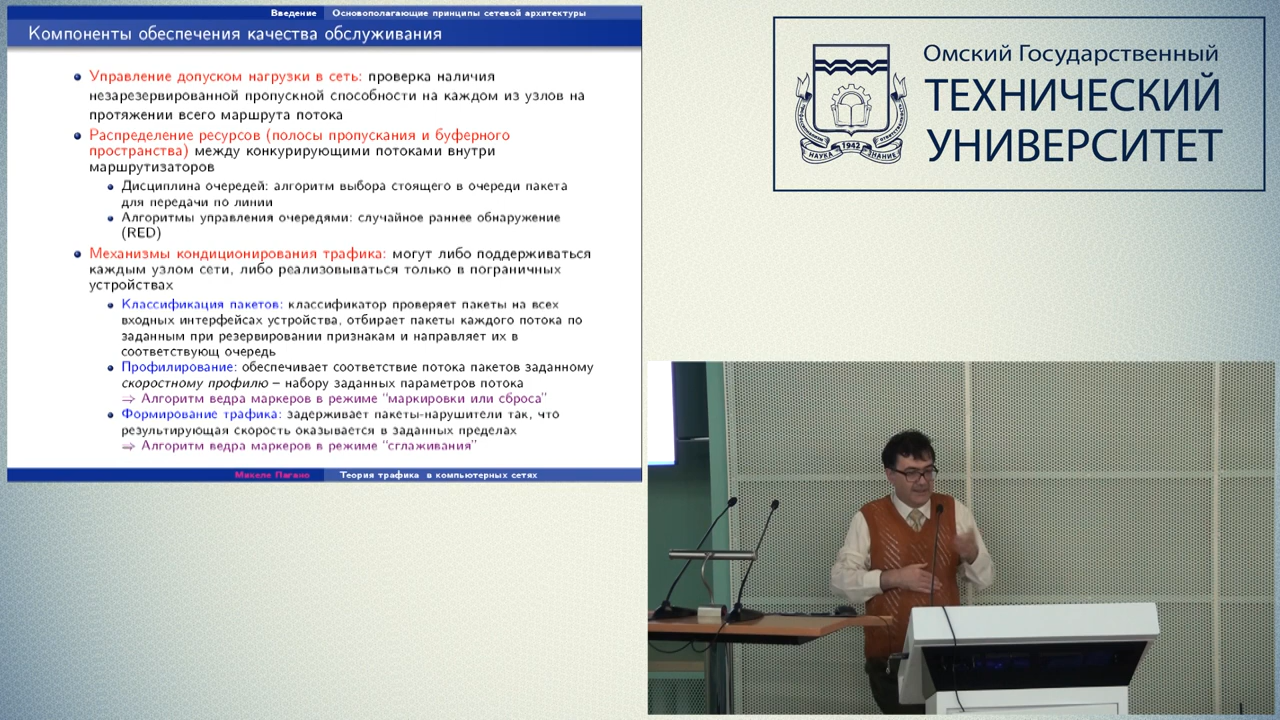 Введение Основополагающие принципы сетевой архитектуры
Компоненты обеспечения качества обслуживания
Управление допуском нагрузки в сеть: проверка наличия
незарезервированной пропускной способности на каждом из узлов на
протяжении всего маршрута потока
Распределение ресурсов (полосы пропускания и буферного
пространства) между конкурирующими потоками внутри
маршрутизаторов
Дисциплина очередей: алгоритм выбора стоящего в очереди пакета
для передачи по линии
Алгоритмы управления очередями: случайное раннее обнаружение
(RED)
Механизмы кондиционирования трафика: могут либо поддерживаться
каждым узлом сети, либо реализовываться только в пограничных
устройствах
Классификация пакетов: классификатор проверяет пакеты на всех
входных интерфейсах устройства, отбирает пакеты каждого потока по
заданным при резервировании признакам и направляет их в
соответствующ очередь
Профилирование: обеспечивает соответствие потока пакетов заданному
скоростному профилю – набору заданных параметров потока
⇒ Алгоритм ведра маркеров в режиме “маркировки или сброса”
Формирование трафика: задерживает пакеты-нарушители так, что
результирующая скорость оказывается в заданных пределах
⇒ Алгоритм ведра маркеров в режиме “сглаживания”
Микеле Пагано Теория трафика в компьютерных сетях
Омский Государственный
ТЕХНИЧЕСКИЙ
УНИВЕРСИТЕТ
НАУКА 1942 ЗНАНИЕ